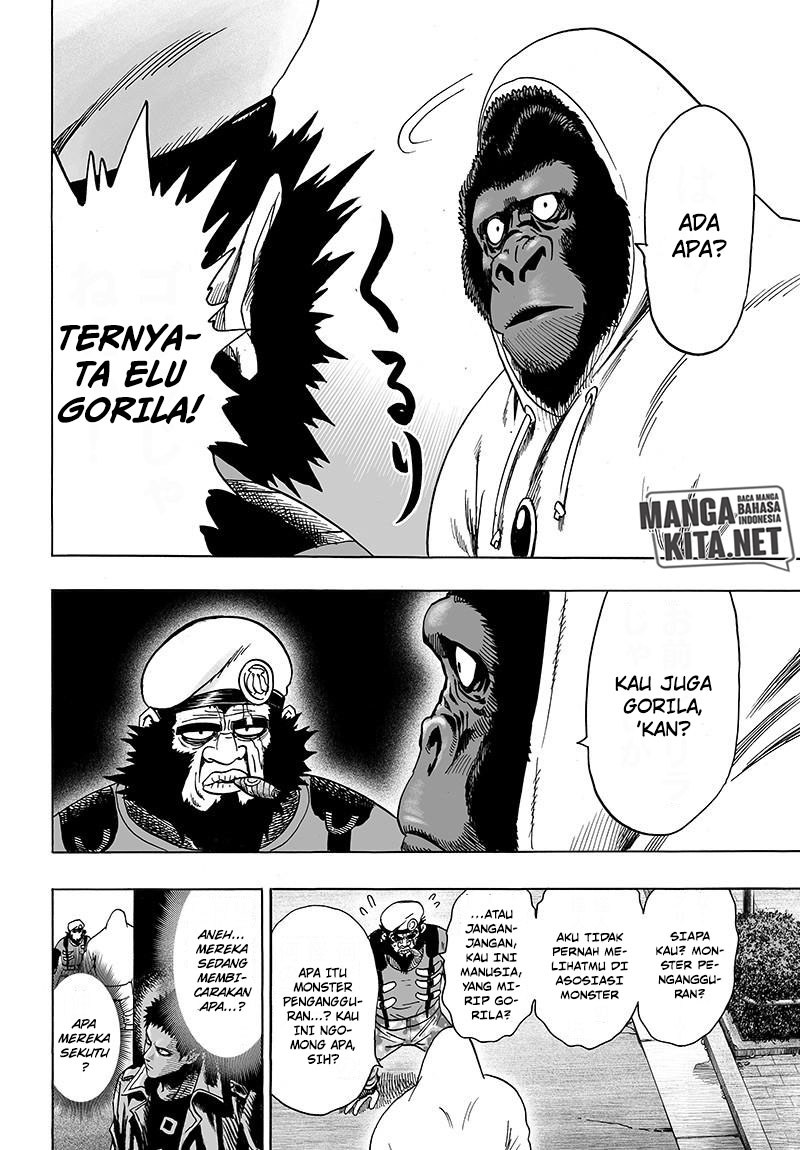 ADA
APA?
くるり
TERNYA-
TA ELU
GORILA!
MANGA
KITA.NET
BACA MANGA
BAHASA
INDONESIA
KAU JUGA
GORILA,
'KAN?
SIAPA
KAU? MON-
STER PE-
NGANGGU-
RAN?
AKU TIDAK
PERNAH ME-
LIHATMU DI
ASOSIASI
MONSTER
...ATAU
JANGAN-
JANGAN,
KAU INI
MANUSIA,
YANG MI-
RIP GO-
RILA?
APA ITU
MONSTER
PENGANGGU-
RAN...? KAU
INI NGO-
MONG APA,
SIH?
ANEH...
MEREKA
SEDANG
MEMBI-
CARAKAN
APA...?
APA
MEREKA
SEKUTU?